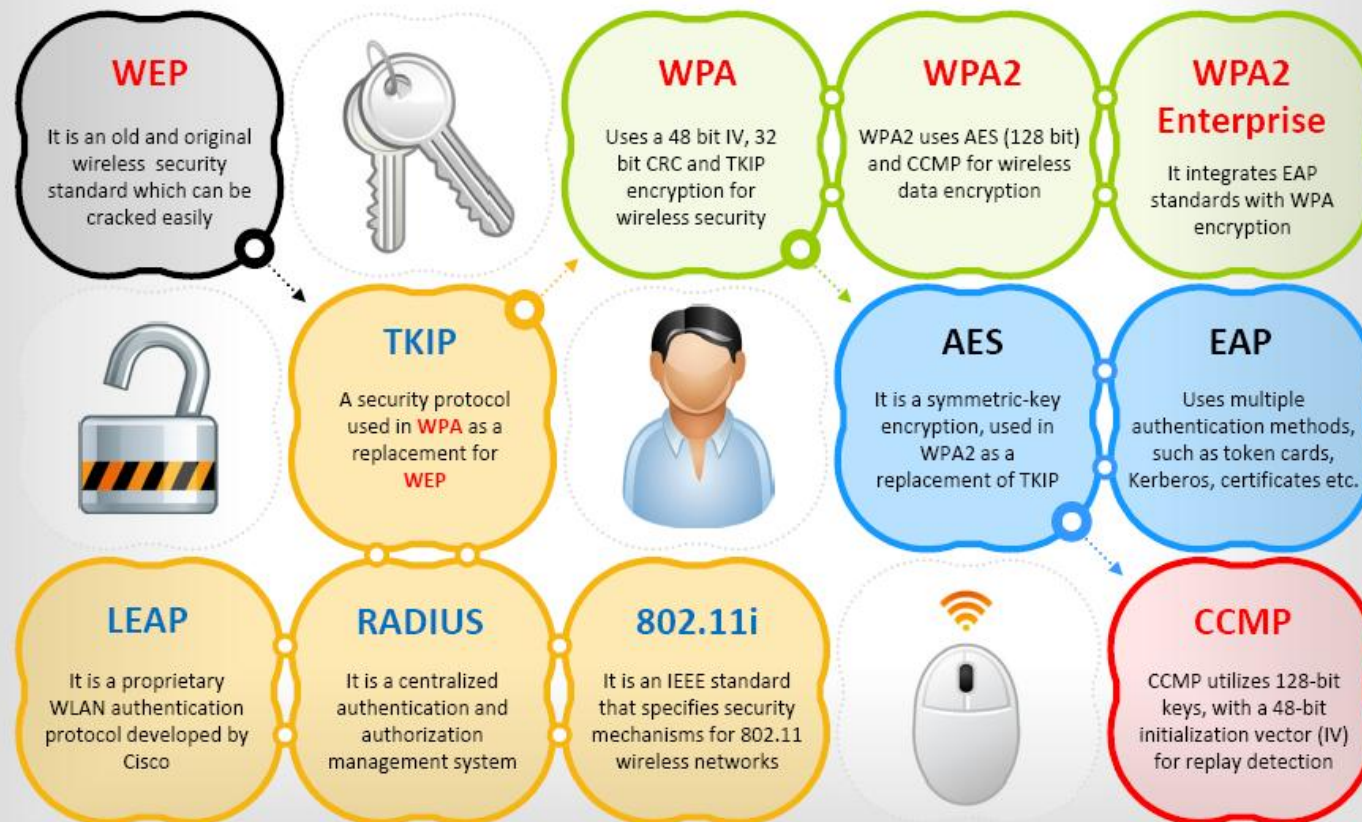 WEP
It is an old and original
wireless security
standard which can be
cracked easily
WPA
Uses a 48 bit IV, 32
bit CRC and TKIP
encryption for
wireless security
WPA2
WPA2 uses AES (128 bit)
and CCMP for wireless
data encryption
WPA2
Enterprise
It integrates EAP
standards with WPA
encryption
TKIP
A security protocol
used in WPA as a
replacement for
WEP
AES
It is a symmetric-key
encryption, used in
WPA2 as a
replacement of TKIP
EAP
Uses multiple
authentication methods,
such as token cards,
Kerberos, certificates etc.
LEAP
It is a proprietary
WLAN authentication
protocol developed by
Cisco
RADIUS
It is a centralized
authentication and
authorization
management system
802.11i
It is an IEEE standard
that specifies security
mechanisms for 802.11
wireless networks
CCMP
CCMP utilizes 128-bit
keys, with a 48-bit
initialization vector (IV)
for replay detection